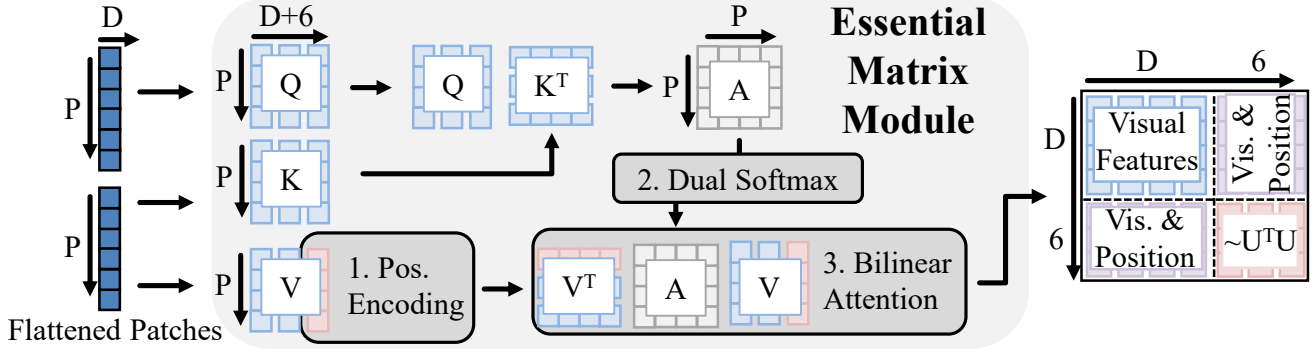 D
P
P
Flattened Patches
D+6
P
Q
P
K
P
V
1. Pos.
Encoding
Q
K^T
P
P
A
Essential
Matrix
Module
2. Dual Softmax
V^T
A
V
3. Bilinear
Attention
D
6
D
6
Visual
Features
Vis. &
Position
Vis. &
Position
~U^TU